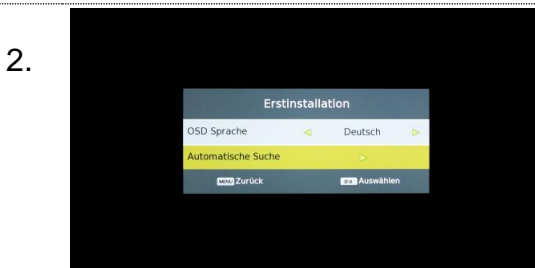 2.
Erstinstallation
OSD Sprache Deutsch
Automatische Suche
MENU Zurück OK Auswählen